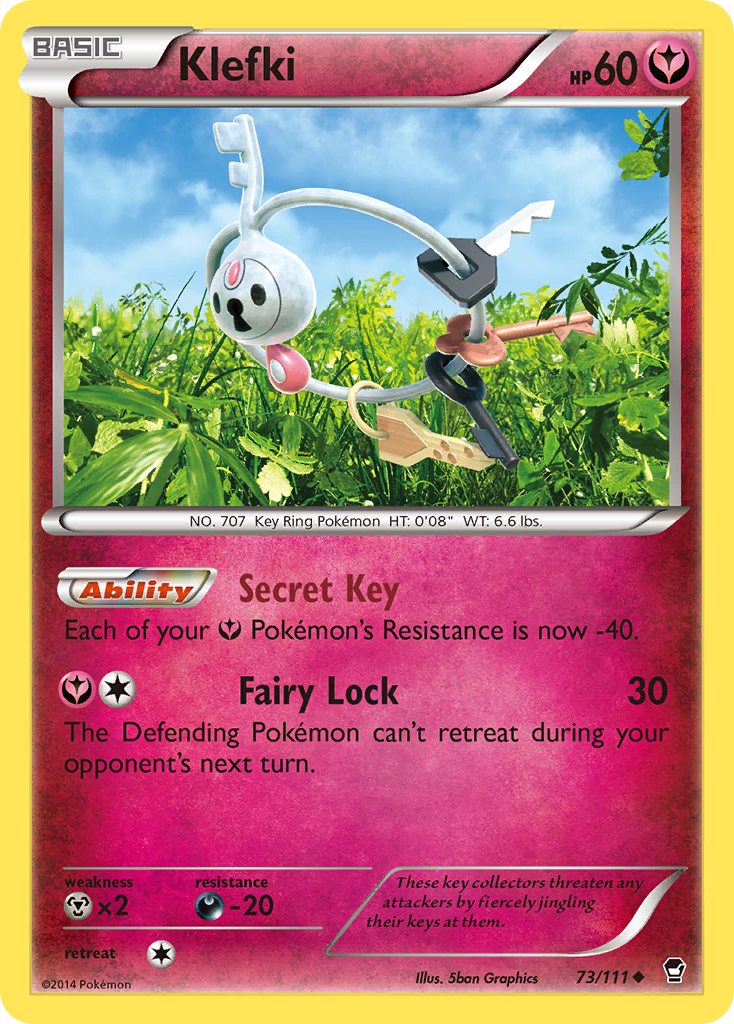 BASIC
Klefki
HP60
NO. 707 Key Ring Pokémon HT: 0'08" WT: 6.6 lbs.
Ability Secret Key
Each of your Pokémon's Resistance is now -40.
Fairy Lock 30
The Defending Pokémon can't retreat during your
opponent's next turn.
weakness resistance
×2 -20
retreat
These key collectors threaten any
attackers by fiercely jingling
their keys at them.
©2014 Pokémon
Illus. 5ban Graphics 73/111